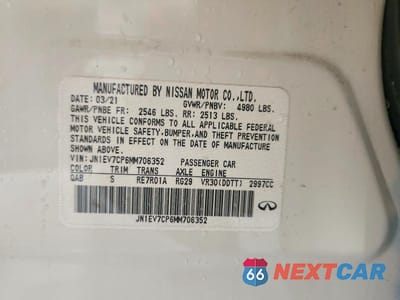 MANUFACTURED BY NISSAN MOTOR CO.,LTD.
DATE: 03/21 GVWR/PNBV: 4980 LBS.
GAWR/PNBE FR: 2546 LBS. RR: 2513 LBS.
THIS VEHICLE CONFORMS TO ALL APPLICABLE FEDERAL
MOTOR VEHICLE SAFETY,BUMPER,AND THEFT PREVENTION
STANDARDS IN EFFECT ON THE DATE OF MANUFACTURE
SHOWN ABOVE.
VIN: JN1EV7CP6MM706352 PASSENGER CAR
COLOR TRIM TRANS AXLE ENGINE
QAB S RE7R01A RG29 VR30(DDTT) 2997CC
JN1EV7CP6MM706352
INFINITI
66 NEXTCAR